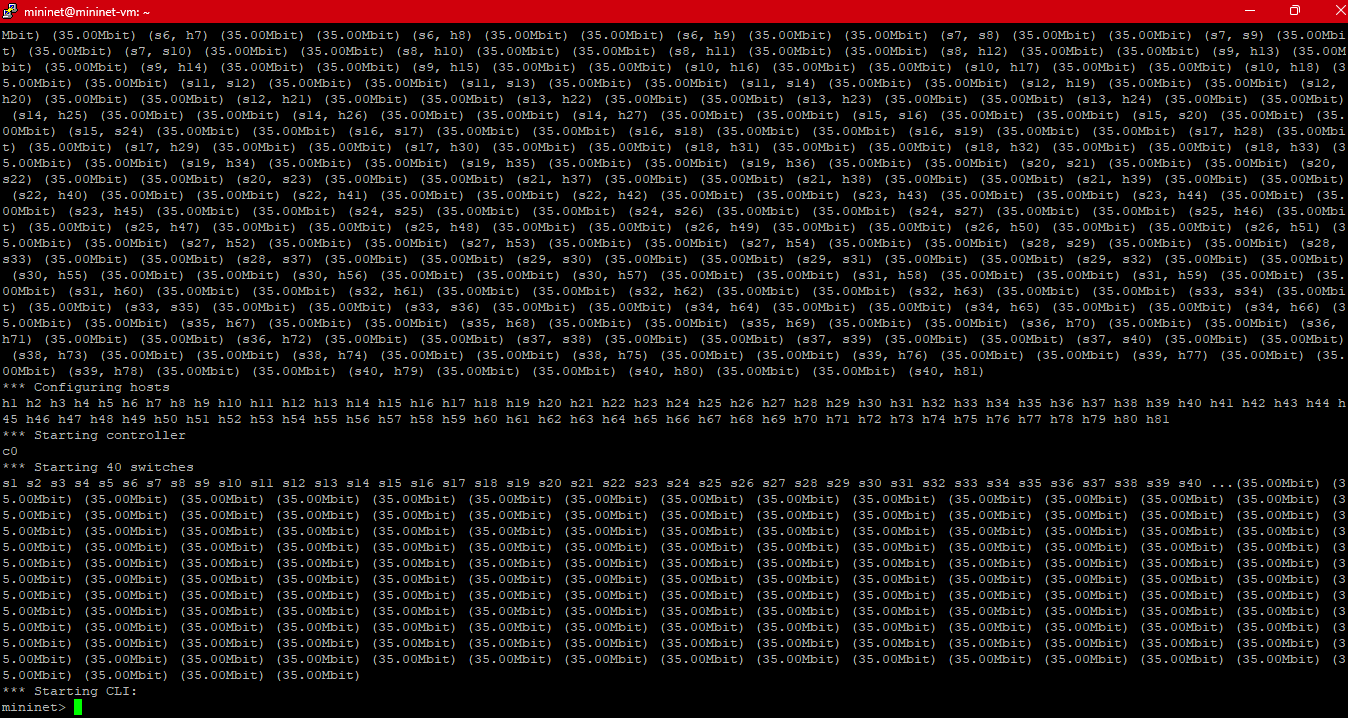 mininet@mininet-vm: ~
Mbit) (35.00Mbit) (s6, h7) (35.00Mbit) (35.00Mbit) (s6, h8) (35.00Mbit) (35.00Mbit) (s6, h9) (35.00Mbit) (35.00Mbit) (s7, s8) (35.00Mbit) (35.00Mbit) (s7, s9) (35.00Mbi
t) (35.00Mbit) (s7, s10) (35.00Mbit) (35.00Mbit) (s8, h10) (35.00Mbit) (35.00Mbit) (s8, h11) (35.00Mbit) (35.00Mbit) (s8, h12) (35.00Mbit) (35.00Mbit) (s9, h13) (35.00M
bit) (35.00Mbit) (s9, h14) (35.00Mbit) (35.00Mbit) (s9, h15) (35.00Mbit) (35.00Mbit) (s10, h16) (35.00Mbit) (35.00Mbit) (s10, h17) (35.00Mbit) (35.00Mbit) (s10, h18) (3
5.00Mbit) (35.00Mbit) (s11, s12) (35.00Mbit) (35.00Mbit) (s11, s13) (35.00Mbit) (35.00Mbit) (s11, s14) (35.00Mbit) (35.00Mbit) (s12, h19) (35.00Mbit) (35.00Mbit) (s12,
h20) (35.00Mbit) (35.00Mbit) (s12, h21) (35.00Mbit) (35.00Mbit) (s13, h22) (35.00Mbit) (35.00Mbit) (s13, h23) (35.00Mbit) (35.00Mbit) (s13, h24) (35.00Mbit) (35.00Mbit)
(s14, h25) (35.00Mbit) (35.00Mbit) (s14, h26) (35.00Mbit) (35.00Mbit) (s14, h27) (35.00Mbit) (35.00Mbit) (s15, s16) (35.00Mbit) (35.00Mbit) (s15, s20) (35.00Mbit) (35.
00Mbit) (s15, s24) (35.00Mbit) (35.00Mbit) (s16, s17) (35.00Mbit) (35.00Mbit) (s16, s18) (35.00Mbit) (35.00Mbit) (s16, s19) (35.00Mbit) (35.00Mbit) (s17, h28) (35.00Mbi
t) (35.00Mbit) (s17, h29) (35.00Mbit) (35.00Mbit) (s17, h30) (35.00Mbit) (35.00Mbit) (s18, h31) (35.00Mbit) (35.00Mbit) (s18, h32) (35.00Mbit) (35.00Mbit) (s18, h33) (3
5.00Mbit) (35.00Mbit) (s19, h34) (35.00Mbit) (35.00Mbit) (s19, h35) (35.00Mbit) (35.00Mbit) (s19, h36) (35.00Mbit) (35.00Mbit) (s20, s21) (35.00Mbit) (35.00Mbit) (s20,
s22) (35.00Mbit) (35.00Mbit) (s20, s23) (35.00Mbit) (35.00Mbit) (s21, h37) (35.00Mbit) (35.00Mbit) (s21, h38) (35.00Mbit) (35.00Mbit) (s21, h39) (35.00Mbit) (35.00Mbit)
(s22, h40) (35.00Mbit) (35.00Mbit) (s22, h41) (35.00Mbit) (35.00Mbit) (s22, h42) (35.00Mbit) (35.00Mbit) (s23, h43) (35.00Mbit) (35.00Mbit) (s23, h44) (35.00Mbit) (35.
00Mbit) (s23, h45) (35.00Mbit) (35.00Mbit) (s24, s25) (35.00Mbit) (35.00Mbit) (s24, s26) (35.00Mbit) (35.00Mbit) (s24, s27) (35.00Mbit) (35.00Mbit) (s25, h46) (35.00Mbi
t) (35.00Mbit) (s25, h47) (35.00Mbit) (35.00Mbit) (s25, h48) (35.00Mbit) (35.00Mbit) (s26, h49) (35.00Mbit) (35.00Mbit) (s26, h50) (35.00Mbit) (35.00Mbit) (s26, h51) (3
5.00Mbit) (35.00Mbit) (s27, h52) (35.00Mbit) (35.00Mbit) (s27, h53) (35.00Mbit) (35.00Mbit) (s27, h54) (35.00Mbit) (35.00Mbit) (s28, s29) (35.00Mbit) (35.00Mbit) (s28,
s33) (35.00Mbit) (35.00Mbit) (s28, s37) (35.00Mbit) (35.00Mbit) (s29, s30) (35.00Mbit) (35.00Mbit) (s29, s31) (35.00Mbit) (35.00Mbit) (s29, s32) (35.00Mbit) (35.00Mbit)
(s30, h55) (35.00Mbit) (35.00Mbit) (s30, h56) (35.00Mbit) (35.00Mbit) (s30, h57) (35.00Mbit) (35.00Mbit) (s31, h58) (35.00Mbit) (35.00Mbit) (s31, h59) (35.00Mbit) (35.
00Mbit) (s31, h60) (35.00Mbit) (35.00Mbit) (s32, h61) (35.00Mbit) (35.00Mbit) (s32, h62) (35.00Mbit) (35.00Mbit) (s32, h63) (35.00Mbit) (35.00Mbit) (s33, s34) (35.00Mbi
t) (35.00Mbit) (s33, s35) (35.00Mbit) (35.00Mbit) (s33, s36) (35.00Mbit) (35.00Mbit) (s34, h64) (35.00Mbit) (35.00Mbit) (s34, h65) (35.00Mbit) (35.00Mbit) (s34, h66) (3
5.00Mbit) (35.00Mbit) (s35, h67) (35.00Mbit) (35.00Mbit) (s35, h68) (35.00Mbit) (35.00Mbit) (s35, h69) (35.00Mbit) (35.00Mbit) (s36, h70) (35.00Mbit) (35.00Mbit) (s36,
h71) (35.00Mbit) (35.00Mbit) (s36, h72) (35.00Mbit) (35.00Mbit) (s37, s38) (35.00Mbit) (35.00Mbit) (s37, s39) (35.00Mbit) (35.00Mbit) (s37, s40) (35.00Mbit) (35.00Mbit)
(s38, h73) (35.00Mbit) (35.00Mbit) (s38, h74) (35.00Mbit) (35.00Mbit) (s38, h75) (35.00Mbit) (35.00Mbit) (s39, h76) (35.00Mbit) (35.00Mbit) (s39, h77) (35.00Mbit) (35.
00Mbit) (s39, h78) (35.00Mbit) (35.00Mbit) (s40, h79) (35.00Mbit) (35.00Mbit) (s40, h80) (35.00Mbit) (35.00Mbit) (s40, h81)
*** Configuring hosts
h1 h2 h3 h4 h5 h6 h7 h8 h9 h10 h11 h12 h13 h14 h15 h16 h17 h18 h19 h20 h21 h22 h23 h24 h25 h26 h27 h28 h29 h30 h31 h32 h33 h34 h35 h36 h37 h38 h39 h40 h41 h42 h43 h44 h
45 h46 h47 h48 h49 h50 h51 h52 h53 h54 h55 h56 h57 h58 h59 h60 h61 h62 h63 h64 h65 h66 h67 h68 h69 h70 h71 h72 h73 h74 h75 h76 h77 h78 h79 h80 h81
*** Starting controller
c0
*** Starting 40 switches
s1 s2 s3 s4 s5 s6 s7 s8 s9 s10 s11 s12 s13 s14 s15 s16 s17 s18 s19 s20 s21 s22 s23 s24 s25 s26 s27 s28 s29 s30 s31 s32 s33 s34 s35 s36 s37 s38 s39 s40 ...(35.00Mbit) (3
5.00Mbit) (35.00Mbit) (35.00Mbit) (35.00Mbit) (35.00Mbit) (35.00Mbit) (35.00Mbit) (35.00Mbit) (35.00Mbit) (35.00Mbit) (35.00Mbit) (35.00Mbit) (35.00Mbit) (3
5.00Mbit) (35.00Mbit) (35.00Mbit) (35.00Mbit) (35.00Mbit) (35.00Mbit) (35.00Mbit) (35.00Mbit) (35.00Mbit) (35.00Mbit) (35.00Mbit) (35.00Mbit) (35.00Mbit) (35.00Mbit) (3
5.00Mbit) (35.00Mbit) (35.00Mbit) (35.00Mbit) (35.00Mbit) (35.00Mbit) (35.00Mbit) (35.00Mbit) (35.00Mbit) (35.00Mbit) (35.00Mbit) (35.00Mbit) (35.00Mbit) (35.00Mbit) (3
5.00Mbit) (35.00Mbit) (35.00Mbit) (35.00Mbit) (35.00Mbit) (35.00Mbit) (35.00Mbit) (35.00Mbit) (35.00Mbit) (35.00Mbit) (35.00Mbit) (35.00Mbit) (35.00Mbit) (35.00Mbit) (3
5.00Mbit) (35.00Mbit) (35.00Mbit) (35.00Mbit) (35.00Mbit) (35.00Mbit) (35.00Mbit) (35.00Mbit) (35.00Mbit) (35.00Mbit) (35.00Mbit) (35.00Mbit) (35.00Mbit) (35.00Mbit) (3
5.00Mbit) (35.00Mbit) (35.00Mbit) (35.00Mbit) (35.00Mbit) (35.00Mbit) (35.00Mbit) (35.00Mbit) (35.00Mbit) (35.00Mbit) (35.00Mbit) (35.00Mbit) (35.00Mbit) (35.00Mbit) (3
5.00Mbit) (35.00Mbit) (35.00Mbit) (35.00Mbit) (35.00Mbit) (35.00Mbit) (35.00Mbit) (35.00Mbit) (35.00Mbit) (35.00Mbit) (35.00Mbit) (35.00Mbit) (35.00Mbit) (35.00Mbit) (3
5.00Mbit) (35.00Mbit) (35.00Mbit) (35.00Mbit) (35.00Mbit) (35.00Mbit) (35.00Mbit) (35.00Mbit) (35.00Mbit) (35.00Mbit) (35.00Mbit) (35.00Mbit) (35.00Mbit) (35.00Mbit) (3
5.00Mbit) (35.00Mbit) (35.00Mbit) (35.00Mbit) (35.00Mbit) (35.00Mbit) (35.00Mbit) (35.00Mbit) (35.00Mbit) (35.00Mbit) (35.00Mbit) (35.00Mbit) (35.00Mbit) (35.00Mbit) (3
5.00Mbit) (35.00Mbit) (35.00Mbit) (35.00Mbit) (35.00Mbit) (35.00Mbit) (35.00Mbit) (35.00Mbit) (35.00Mbit) (35.00Mbit) (35.00Mbit) (35.00Mbit) (35.00Mbit) (35.00Mbit) (3
5.00Mbit) (35.00Mbit) (35.00Mbit) (35.00Mbit) (35.00Mbit) (35.00Mbit) (35.00Mbit) (35.00Mbit) (35.00Mbit) (35.00Mbit) (35.00Mbit) (35.00Mbit) (35.00Mbit) (35.00Mbit) (3
5.00Mbit) (35.00Mbit) (35.00Mbit) (35.00Mbit)
*** Starting CLI:
mininet>